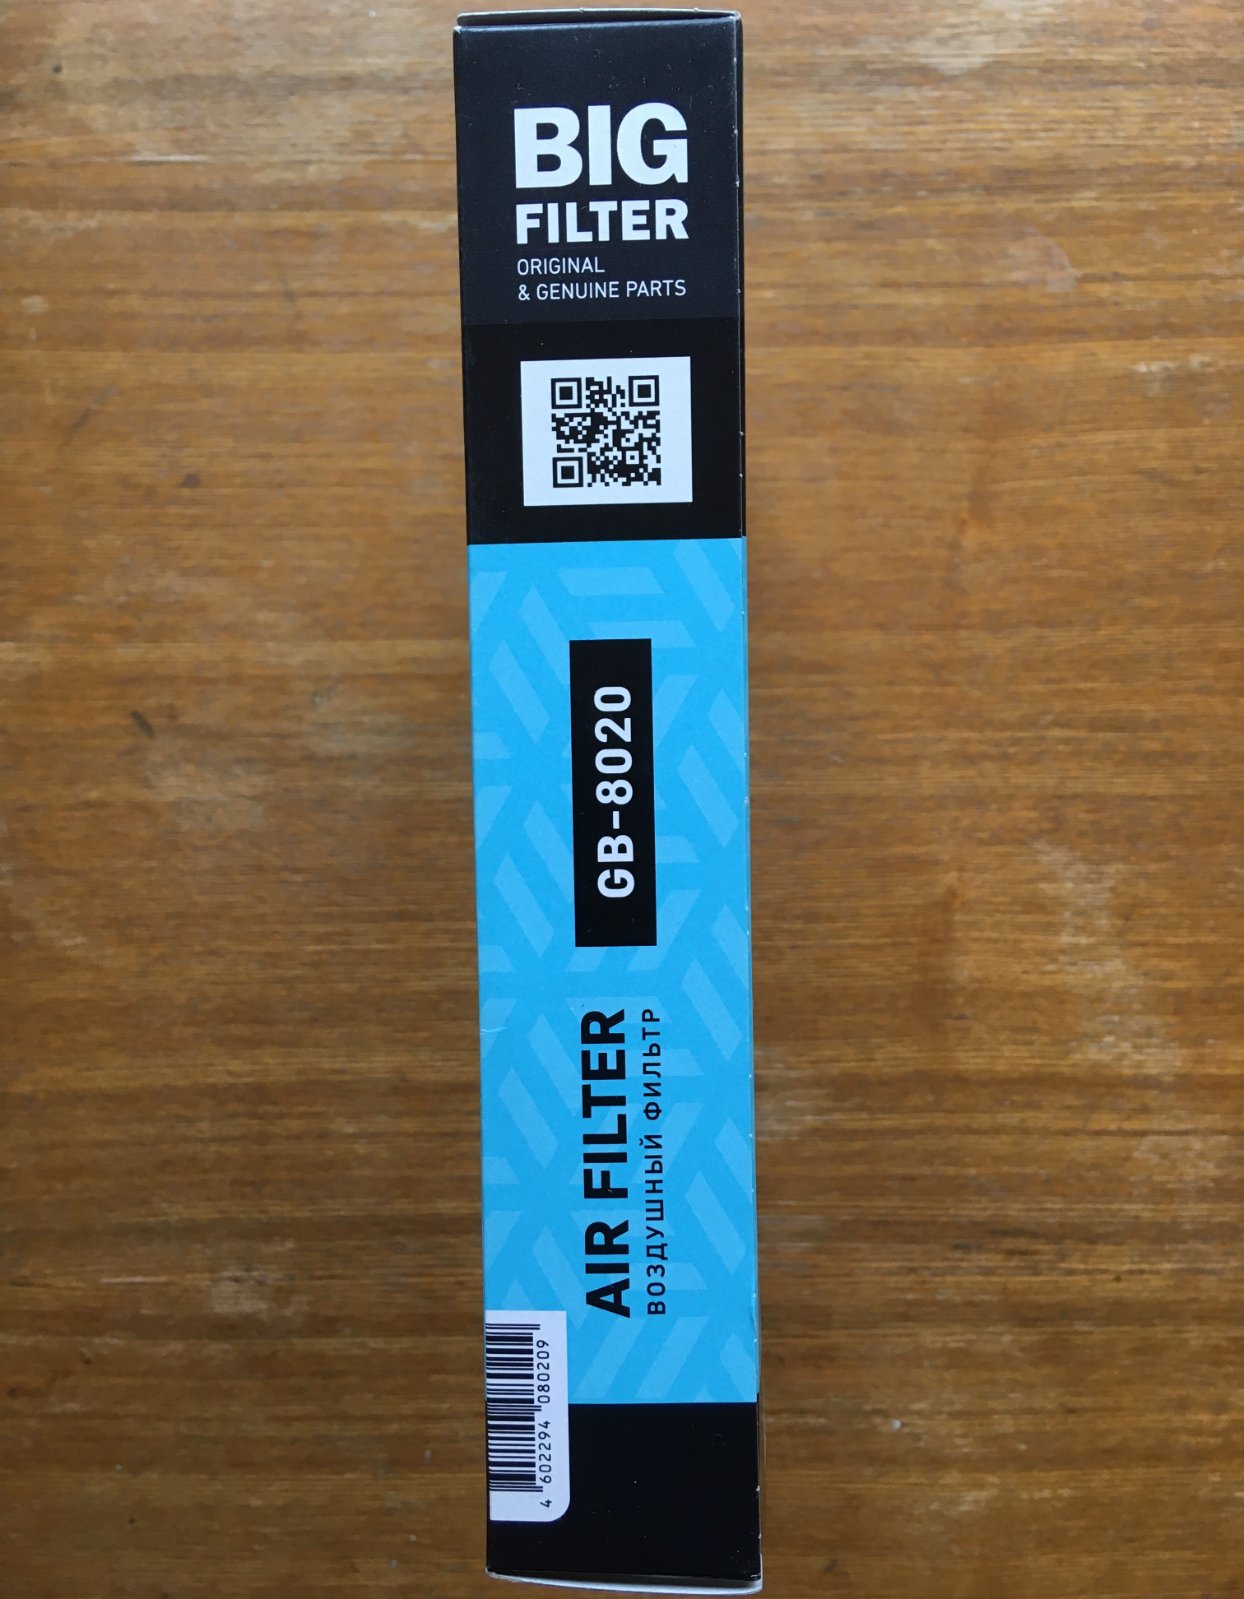 BIG
FILTER
ORIGINAL
& GENUINE PARTS
GB-8020
AIR FILTER
ВОЗДУШНЫЙ ФИЛЬТР
4 602294 080209